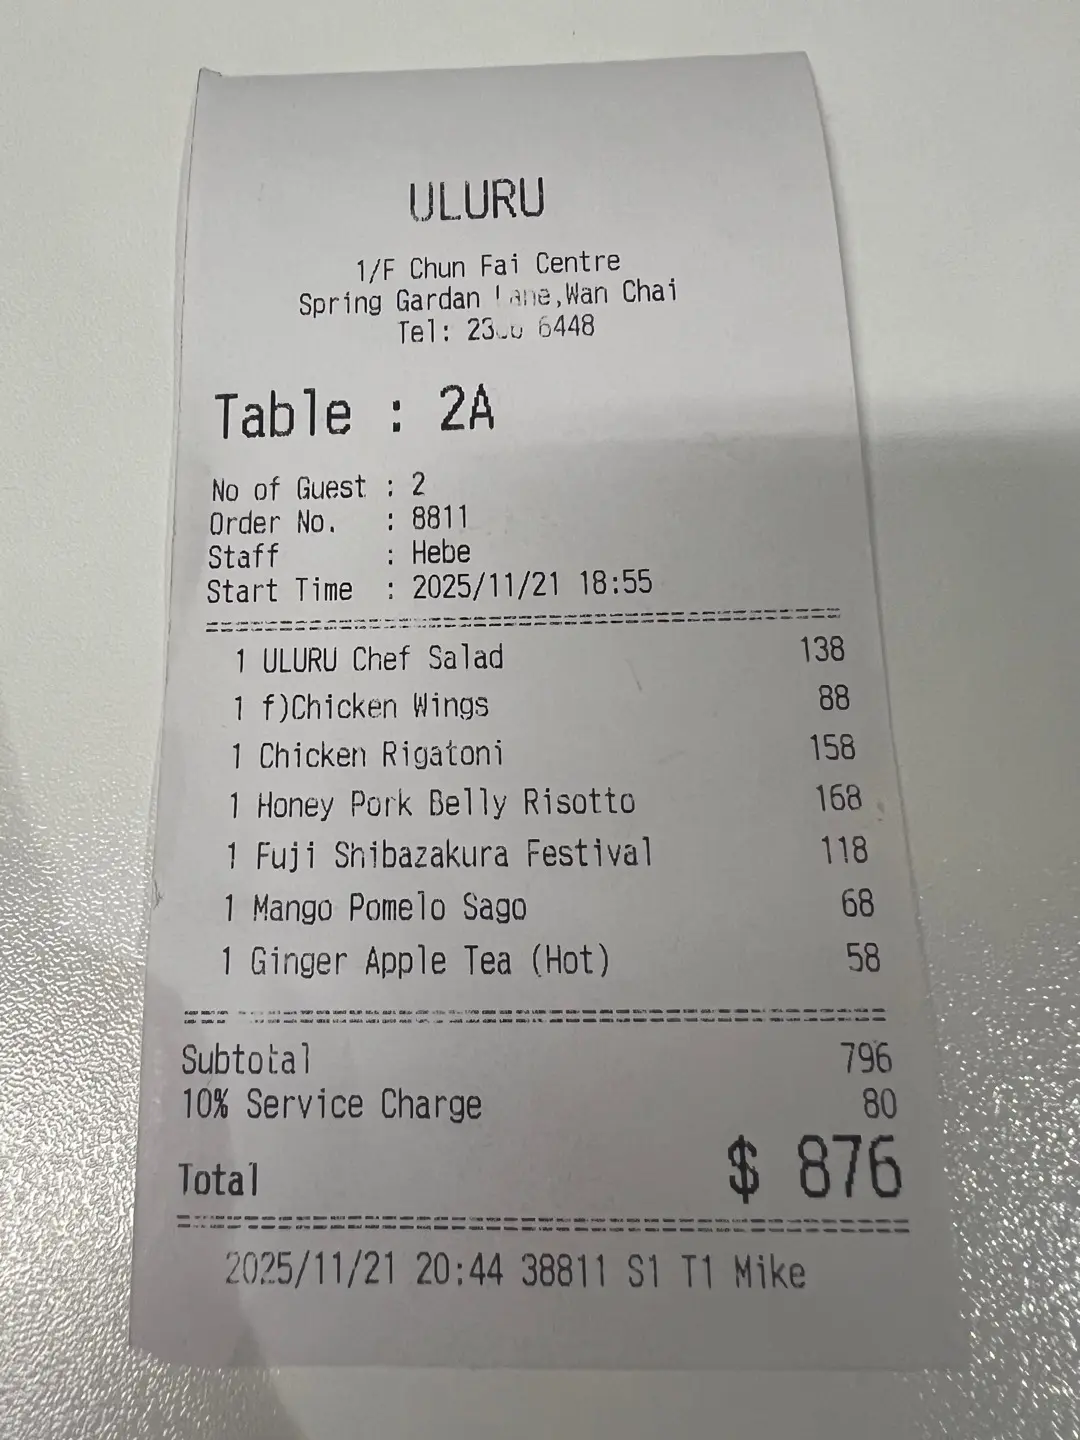 ULURU
1/F Chun Fai Centre
Spring Gardan Lane,Wan Chai
Tel: 6448
Table : 2A
No of Guest : 2
Order No. : 8811
Staff : Hebe
Start Time : 2025/11/21 18:55
1 ULURU Chef Salad 138
1 f)Chicken Wings 88
1 Chicken Rigatoni 158
1 Honey Pork Belly Risotto 168
1 Fuji Shibazakura Festival 118
1 Mango Pomelo Sago 68
1 Ginger Apple Tea (Hot) 58
Subtotal 796
10% Service Charge 80
Total $ 876
2025/11/21 20:44 38811 S1 T1 Mike